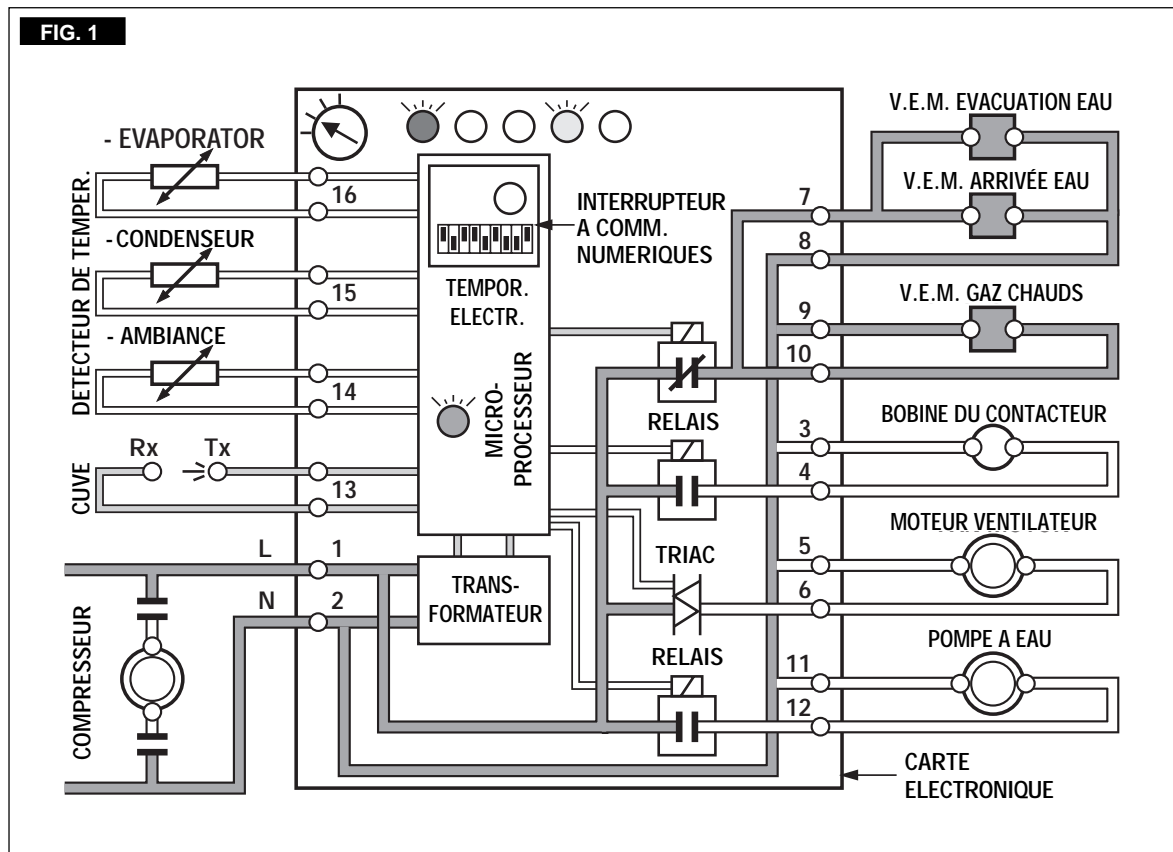 FIG. 1
- EVAPORATOR
16
- CONDENSEUR
15
- AMBIANCE
14
DETECTEUR DE TEMPER.
Rx
Tx
13
CUVE
L
1
N
2
COMPRESSEUR
INTERRUPTEUR
A COMM.
NUMERIQUES
TEMPOR.
ELECTR.
MICRO-
PROCESSEUR
TRANS-
FORMATEUR
RELAIS
TRIAC
RELAIS
7
8
9
10
3
4
5
6
11
12
V.E.M. EVACUATION EAU
V.E.M. ARRIVÉE EAU
V.E.M. GAZ CHAUDS
BOBINE DU CONTACTEUR
MOTEUR VENTILATEUR
POMPE A EAU
CARTE
ELECTRONIQUE